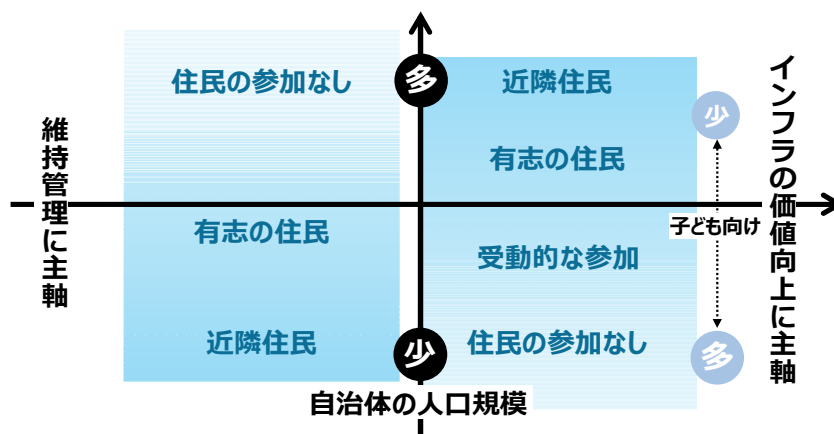 住民の参加なし
多
近隣住民
少
有志の住民
維持管理に主軸
インフラの価値向上に主軸
有志の住民
子ども向け
受動的な参加
近隣住民
少
住民の参加なし
多
自治体の人口規模